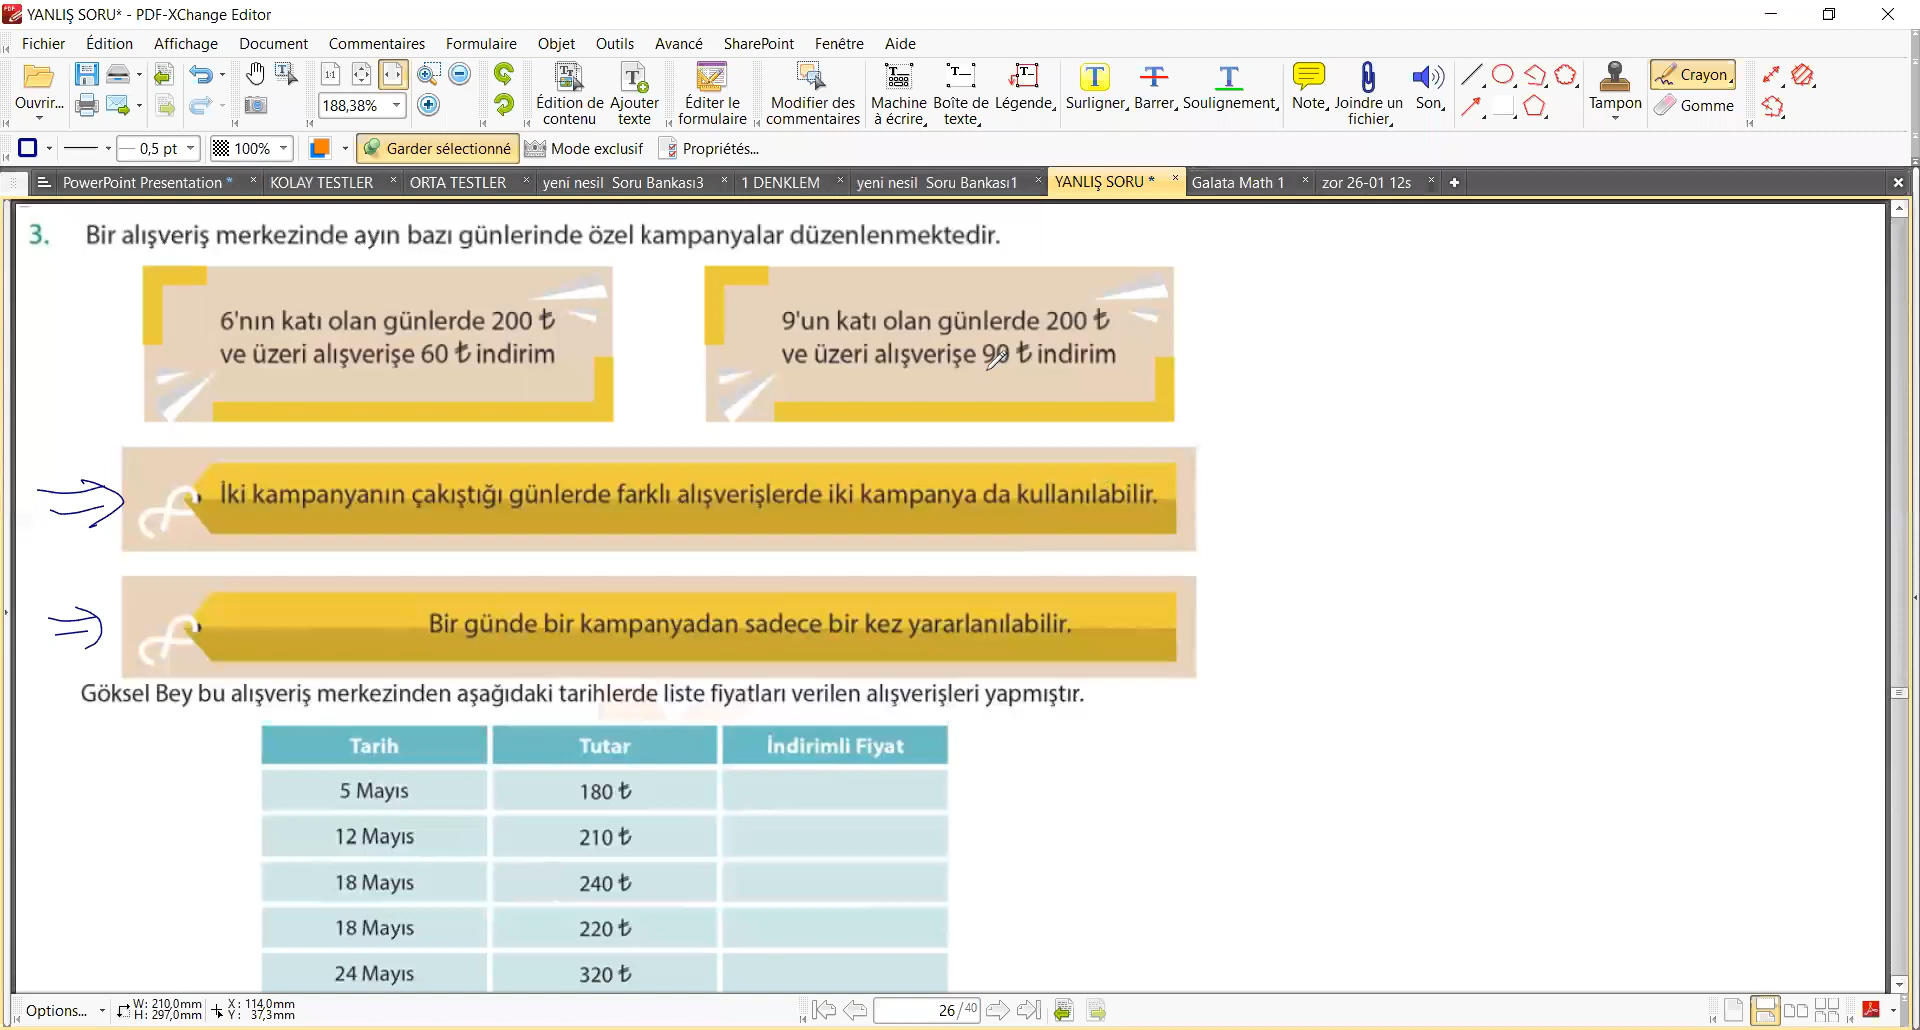 YANLIŞ SORU* - PDF-XChange Editor
Fichier Édition Affichage Document Commentaires Formulaire Objet Outils Avancé SharePoint Fenêtre Aide
Ouvrir...
188,38%
Édition de contenu
Ajouter texte
Éditer le formulaire
Modifier des commentaires
Machine à écrire
Boîte de texte
Légende
Surligner
Barrer
Soulignement
Note
Joindre un fichier
Son
Tampon
Crayon
Gomme
0,5 pt 100% Garder sélectionné Mode exclusif Propriétés...
PowerPoint Presentation * KOLAY TESTLER ORTA TESTLER yeni nesil Soru Bankası3 1 DENKLEM yeni nesil Soru Bankası1 YANLIŞ SORU * Galata Math 1 zor 26-01 12s
3. Bir alışveriş merkezinde ayın bazı günlerinde özel kampanyalar düzenlenmektedir.
6'nın katı olan günlerde 200 ₺
ve üzeri alışverişe 60 ₺ indirim
9'un katı olan günlerde 200 ₺
ve üzeri alışverişe 90 ₺ indirim
İki kampanyanın çakıştığı günlerde farklı alışverişlerde iki kampanya da kullanılabilir.
Bir günde bir kampanyadan sadece bir kez yararlanılabilir.
Göksel Bey bu alışveriş merkezinden aşağıdaki tarihlerde liste fiyatları verilen alışverişleri yapmıştır.
Tarih Tutar İndirimli Fiyat
5 Mayıs 180 ₺
12 Mayıs 210 ₺
18 Mayıs 240 ₺
18 Mayıs 220 ₺
24 Mayıs 320 ₺
Options...
W: 210,0mm
H: 297,0mm
X: 114,0mm
Y: 37,3mm
26 / 40